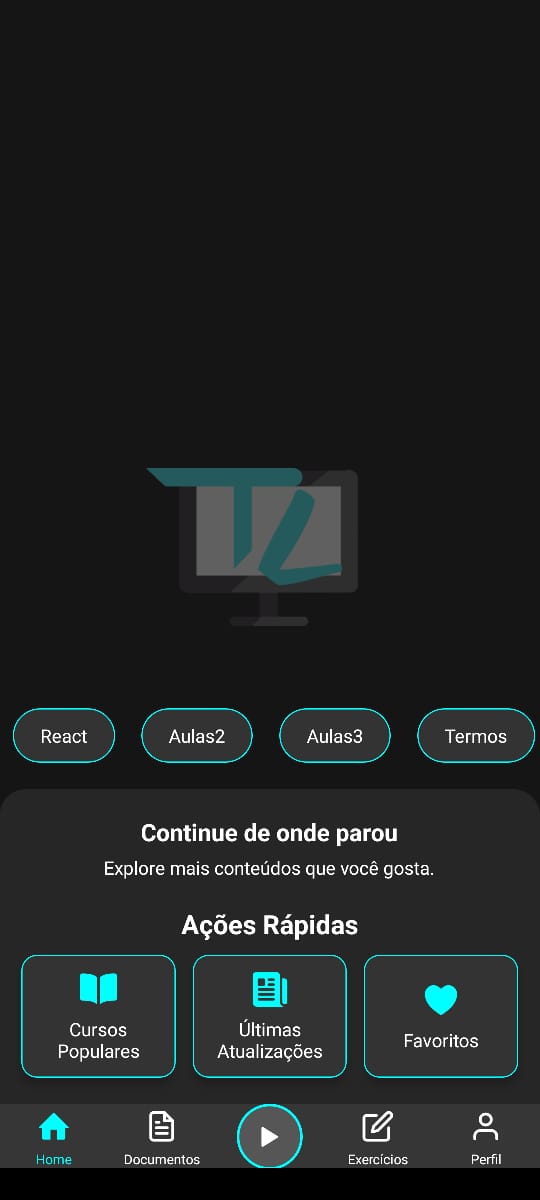 TL
React
Aulas2
Aulas3
Termos
Continue de onde parou
Explore mais conteúdos que você gosta.
Ações Rápidas
Cursos
Populares
Últimas
Atualizações
Favoritos
Home
Documentos
Exercícios
Perfil